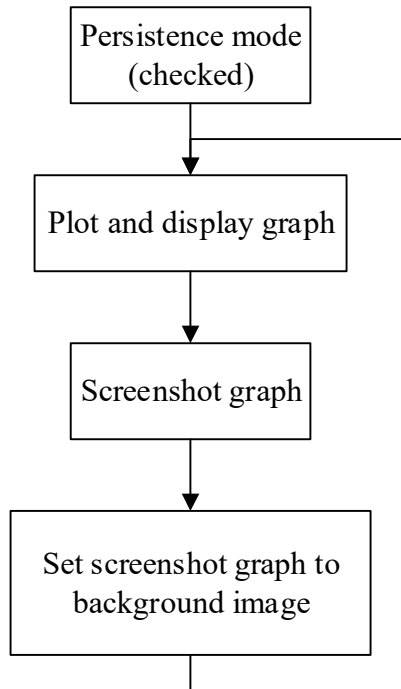 Persistence mode
(checked)
Plot and display graph
Screenshot graph
Set screenshot graph to
background image